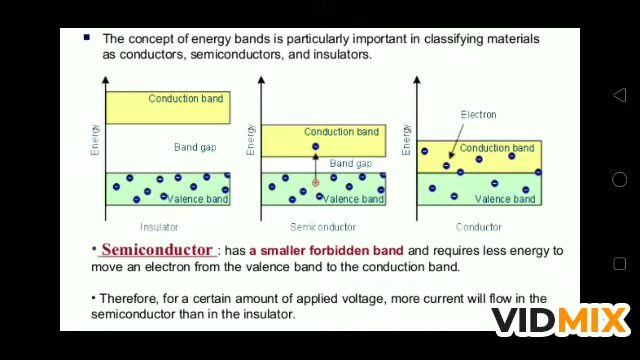 The concept of energy bands is particularly important in classifying materials
as conductors, semiconductors, and insulators.
Energy
Conduction band
Band gap
Valence band
Insulator
Energy
Conduction band
Band gap
Valence band
Semiconductor
Energy
Electron
Conduction band
Valence band
Conductor
• Semiconductor : has a smaller forbidden band and requires less energy to
move an electron from the valence band to the conduction band.
• Therefore, for a certain amount of applied voltage, more current will flow in the
semiconductor than in the insulator.
VIDMIX